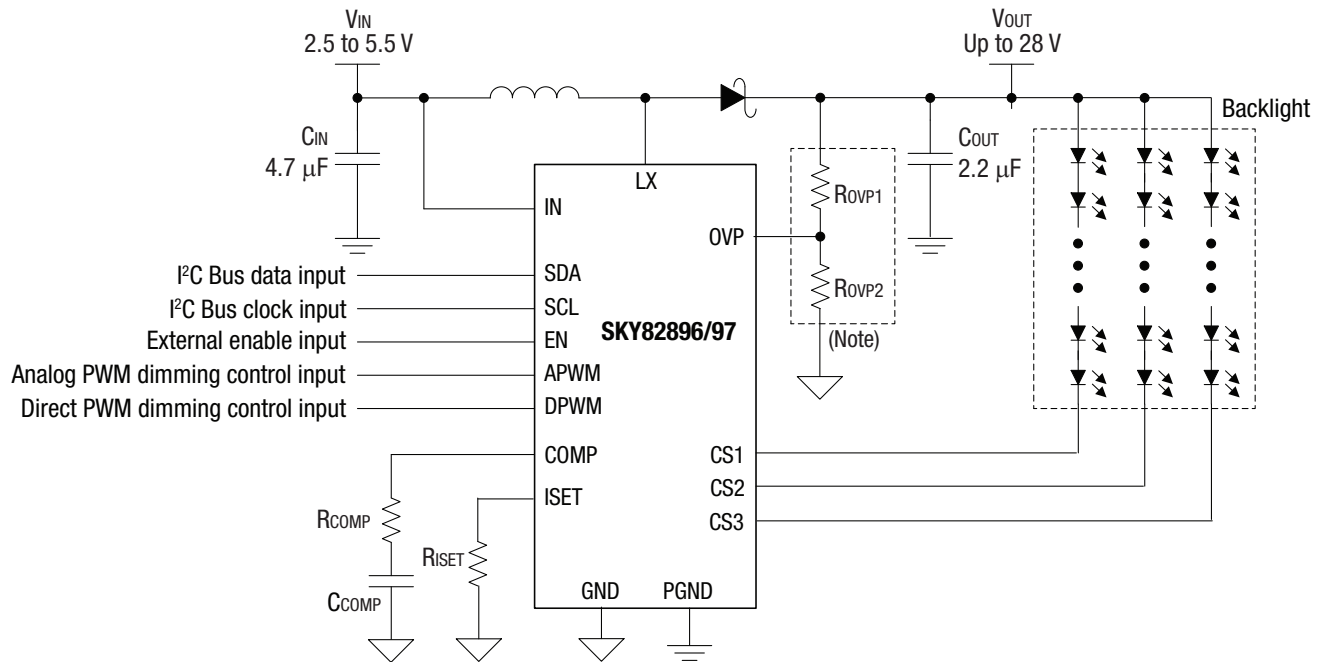 VIN
2.5 to 5.5 V
VOUT
Up to 28 V
Backlight
CIN
4.7 μF
COUT
2.2 μF
LX
IN
ROVP1
OVP
ROVP2
(Note)
I²C Bus data input
SDA
I²C Bus clock input
SCL
SKY82896/97
External enable input
EN
Analog PWM dimming control input
APWM
Direct PWM dimming control input
DPWM
COMP
CS1
ISET
CS2
CS3
RCOMP
RISET
CCOMP
GND
PGND